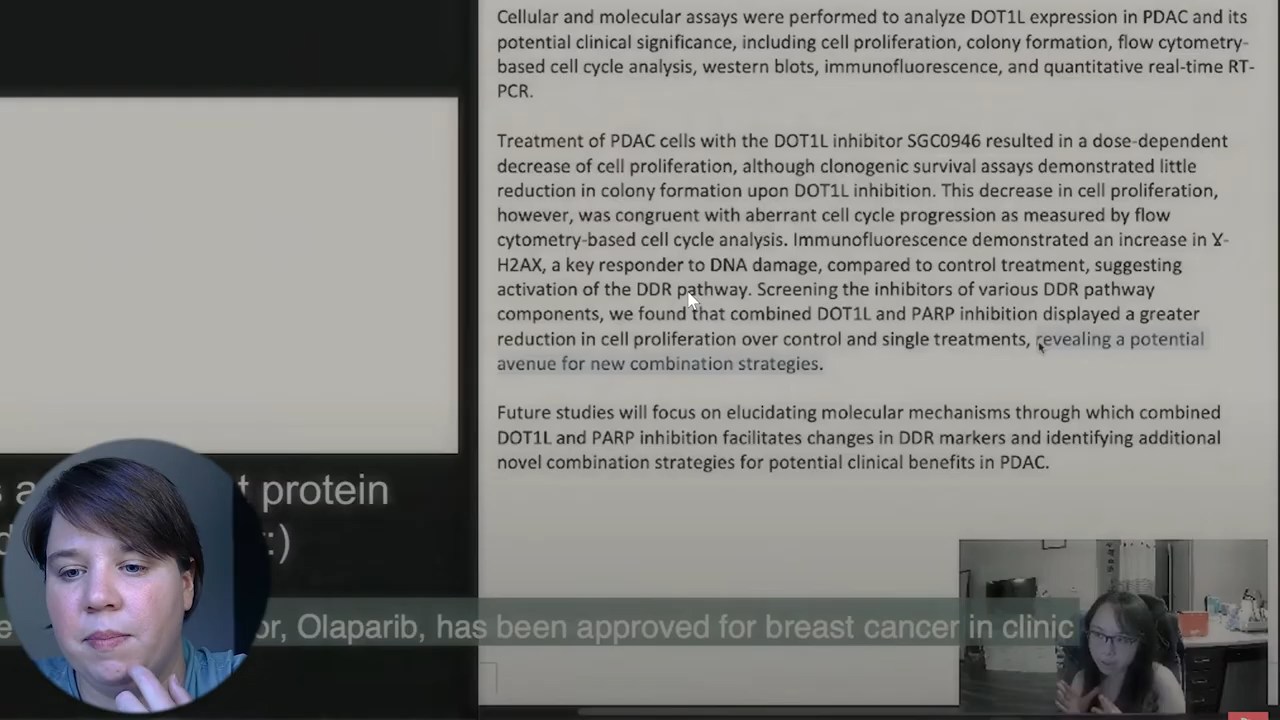 Cellular and molecular assays were performed to analyze DOT1L expression in PDAC and its
potential clinical significance, including cell proliferation, colony formation, flow cytometry-
based cell cycle analysis, western blots, immunofluorescence, and quantitative real-time RT-
PCR.
Treatment of PDAC cells with the DOT1L inhibitor SGC0946 resulted in a dose-dependent
decrease of cell proliferation, although clonogenic survival assays demonstrated little
reduction in colony formation upon DOT1L inhibition. This decrease in cell proliferation,
however, was congruent with aberrant cell cycle progression as measured by flow
cytometry-based cell cycle analysis. Immunofluorescence demonstrated an increase in Ɣ-
H2AX, a key responder to DNA damage, compared to control treatment, suggesting
activation of the DDR pathway. Screening the inhibitors of various DDR pathway
components, we found that combined DOT1L and PARP inhibition displayed a greater
reduction in cell proliferation over control and single treatments, revealing a potential
avenue for new combination strategies.
Future studies will focus on elucidating molecular mechanisms through which combined
DOT1L and PARP inhibition facilitates changes in DDR markers and identifying additional
novel combination strategies for potential clinical benefits in PDAC.
protein
:)
Olaparib, has been approved for breast cancer in clinic